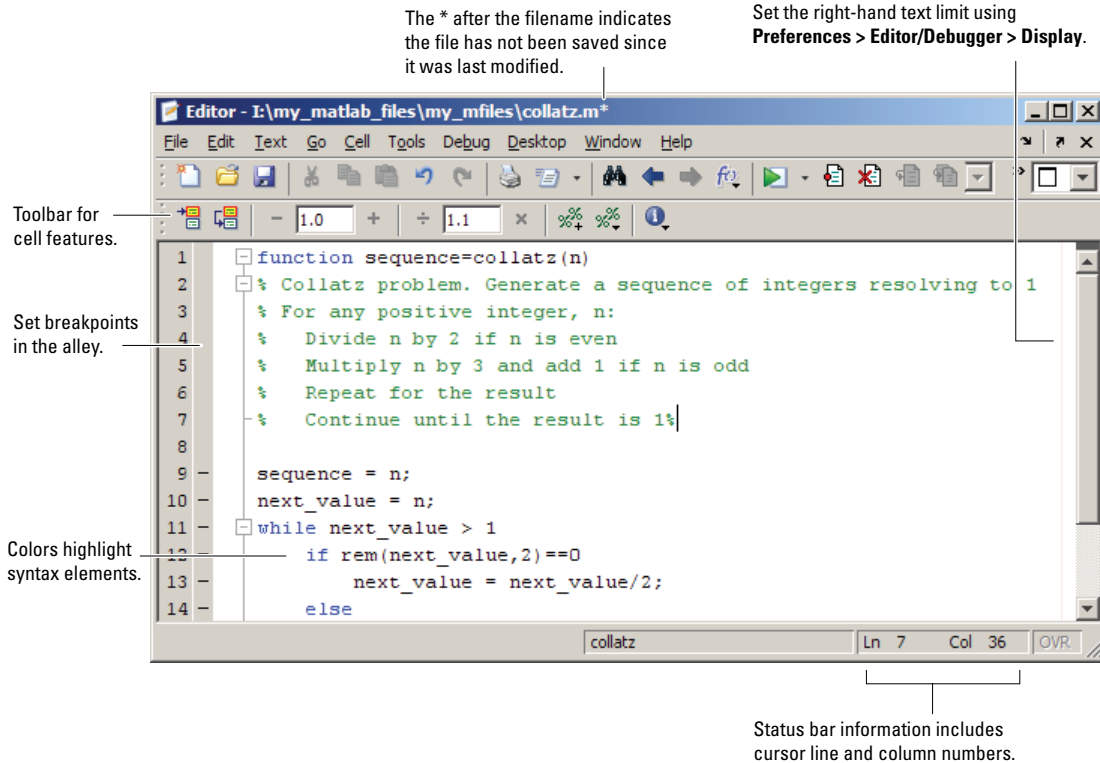 The * after the filename indicates
the file has not been saved since
it was last modified.
Set the right-hand text limit using
Preferences > Editor/Debugger > Display.
Editor - I:\my_matlab_files\my_mfiles\collatz.m*
File Edit Text Go Cell Tools Debug Desktop Window Help
Toolbar for
cell features.
- 1.0 + ÷ 1.1 ×
Set breakpoints
in the alley.
Colors highlight
syntax elements.
1 function sequence=collatz(n)
2 % Collatz problem. Generate a sequence of integers resolving to 1
3 % For any positive integer, n:
4 %   Divide n by 2 if n is even
5 %   Multiply n by 3 and add 1 if n is odd
6 %   Repeat for the result
7 %   Continue until the result is 1%
8
9 - sequence = n;
10 - next_value = n;
11 - while next_value > 1
12 - if rem(next_value,2)==0
13 - next_value = next_value/2;
14 - else
collatz Ln 7 Col 36 OVR
Status bar information includes
cursor line and column numbers.